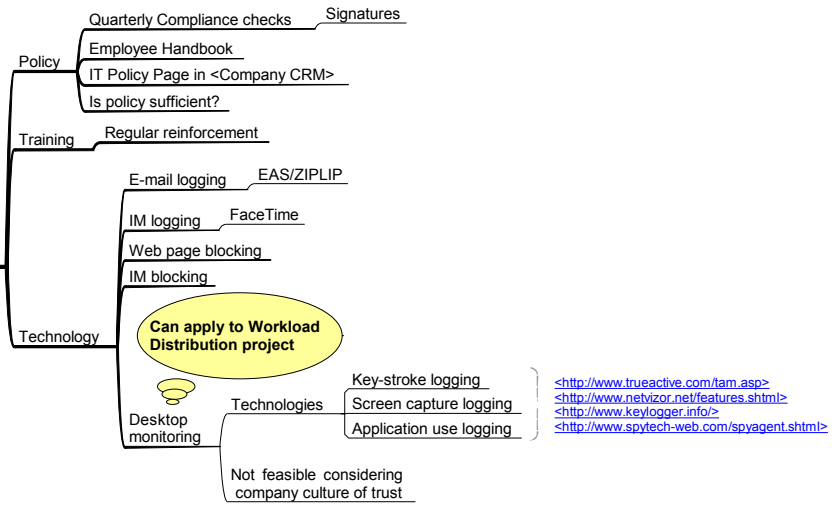 Policy
Quarterly Compliance checks
Signatures
Employee Handbook
IT Policy Page in <Company CRM>
Is policy sufficient?
Training
Regular reinforcement
Technology
E-mail logging
EAS/ZIPLIP
IM logging
FaceTime
Web page blocking
IM blocking
Can apply to Workload
Distribution project
Desktop
monitoring
Technologies
Key-stroke logging
Screen capture logging
Application use logging
<http://www.trueactive.com/tam.asp>
<http://www.netvizor.net/features.shtml>
<http://www.keylogger.info/>
<http://www.spytech-web.com/spyagent.shtml>
Not feasible considering
company culture of trust